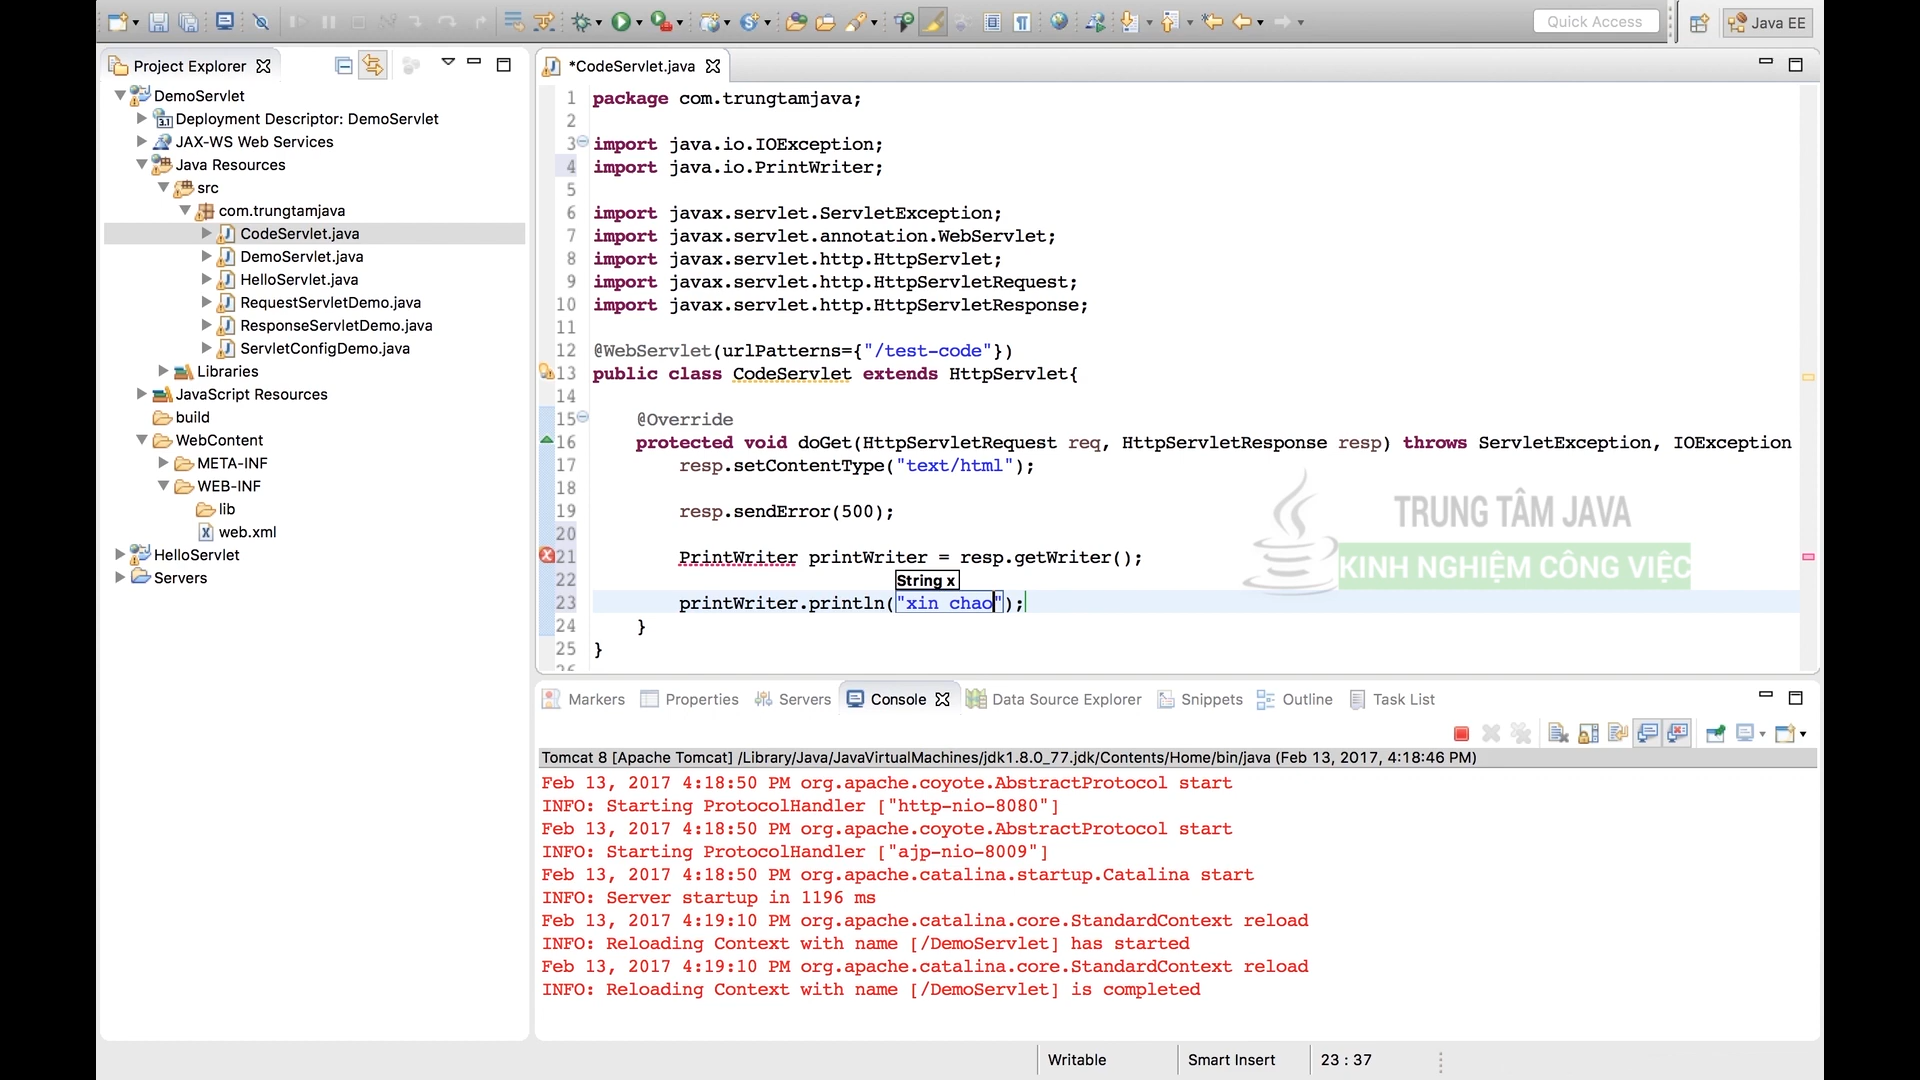 Quick Access
Java EE
Project Explorer
DemoServlet
Deployment Descriptor: DemoServlet
JAX-WS Web Services
Java Resources
src
com.trungtamjava
CodeServlet.java
DemoServlet.java
HelloServlet.java
RequestServletDemo.java
ResponseServletDemo.java
ServletConfigDemo.java
Libraries
JavaScript Resources
build
WebContent
META-INF
WEB-INF
lib
web.xml
HelloServlet
Servers
*CodeServlet.java
1 package com.trungtamjava;
2
3 import java.io.IOException;
4 import java.io.PrintWriter;
5
6 import javax.servlet.ServletException;
7 import javax.servlet.annotation.WebServlet;
8 import javax.servlet.http.HttpServlet;
9 import javax.servlet.http.HttpServletRequest;
10 import javax.servlet.http.HttpServletResponse;
11
12 @WebServlet(urlPatterns={"/test-code"})
13 public class CodeServlet extends HttpServlet{
14
15 @Override
16 protected void doGet(HttpServletRequest req, HttpServletResponse resp) throws ServletException, IOException
17 resp.setContentType("text/html");
18
19 resp.sendError(500);
20
21 PrintWriter printWriter = resp.getWriter();
22 String x
23 printWriter.println("xin chao");
24 }
25 }
26
TRUNG TÂM JAVA
KINH NGHIỆM CÔNG VIỆC
Markers Properties Servers Console Data Source Explorer Snippets Outline Task List
Tomcat 8 [Apache Tomcat] /Library/Java/JavaVirtualMachines/jdk1.8.0_77.jdk/Contents/Home/bin/java (Feb 13, 2017, 4:18:46 PM)
Feb 13, 2017 4:18:50 PM org.apache.coyote.AbstractProtocol start
INFO: Starting ProtocolHandler ["http-nio-8080"]
Feb 13, 2017 4:18:50 PM org.apache.coyote.AbstractProtocol start
INFO: Starting ProtocolHandler ["ajp-nio-8009"]
Feb 13, 2017 4:18:50 PM org.apache.catalina.startup.Catalina start
INFO: Server startup in 1196 ms
Feb 13, 2017 4:19:10 PM org.apache.catalina.core.StandardContext reload
INFO: Reloading Context with name [/DemoServlet] has started
Feb 13, 2017 4:19:10 PM org.apache.catalina.core.StandardContext reload
INFO: Reloading Context with name [/DemoServlet] is completed
Writable Smart Insert 23 : 37